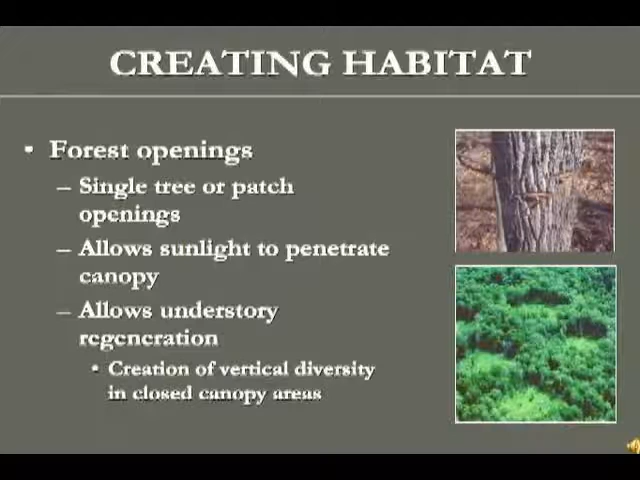 CREATING HABITAT
• Forest openings
– Single tree or patch
openings
– Allows sunlight to penetrate
canopy
– Allows understory
regeneration
• Creation of vertical diversity
in closed canopy areas